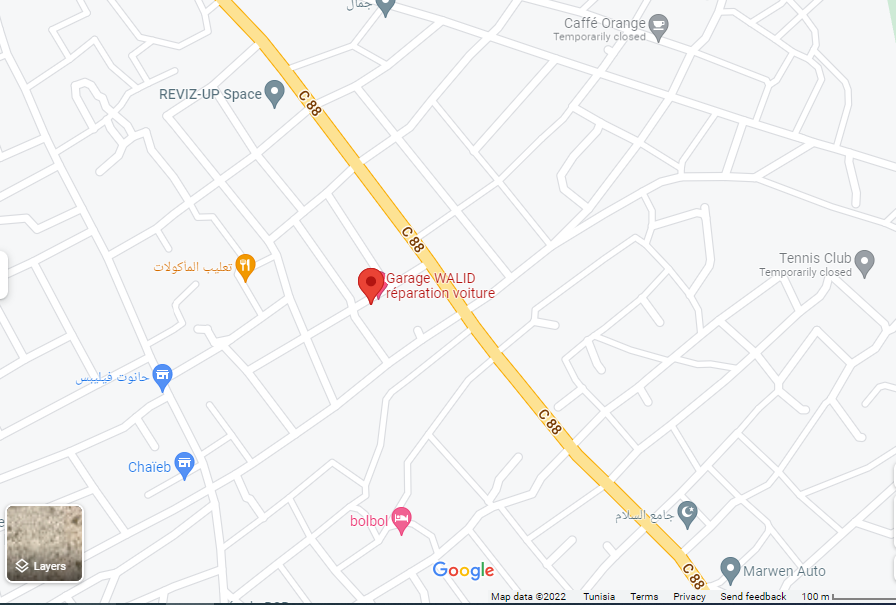 جمال
Caffé Orange
Temporarily closed
REVIZ-UP Space
C 88
C 88
Tennis Club
Temporarily closed
تعليب المأكولات
Garage WALID
réparation voiture
حانوت فيليبس
C 88
Chaïeb
جامع السلام
bolbol
Layers
Google
C 88
Marwen Auto
Map data ©2022 Tunisia Terms Privacy Send feedback 100 m